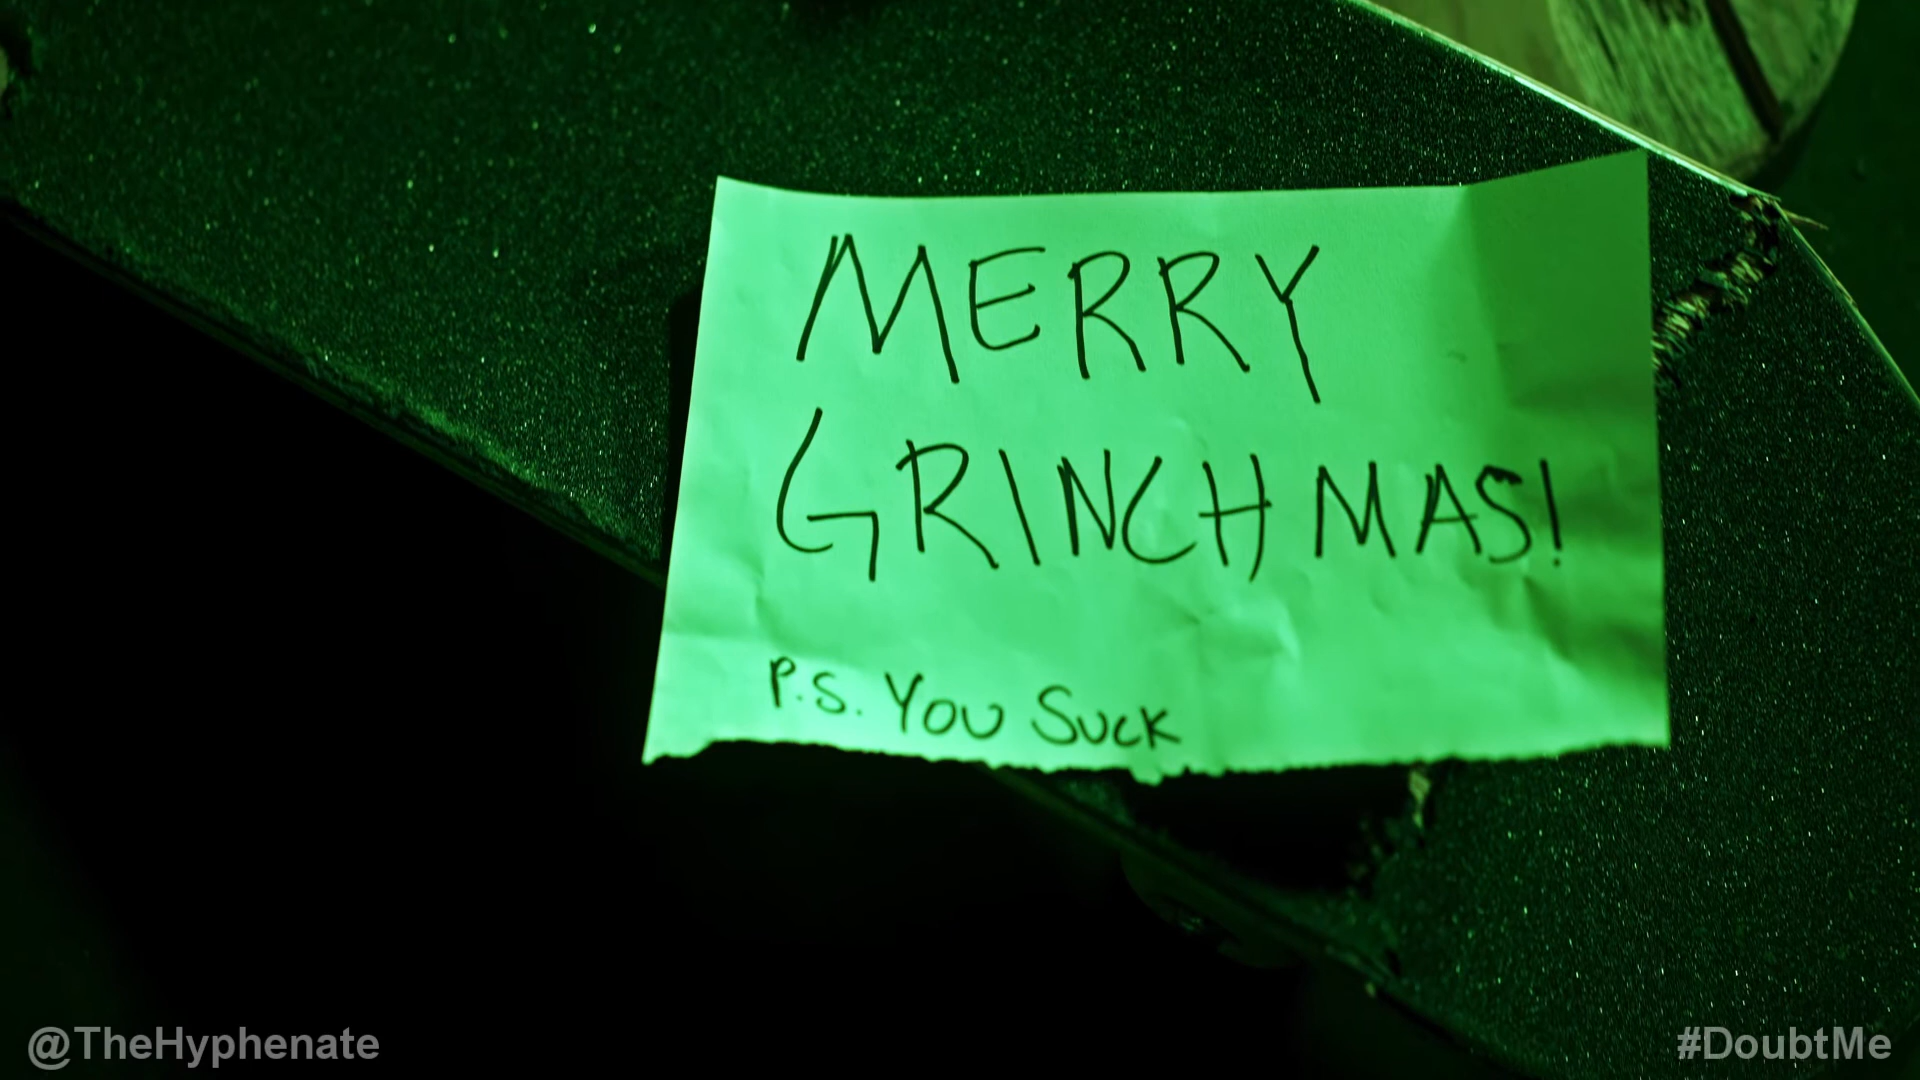 MERRY
GRINCHMAS!
P.S. YOU SUCK
@TheHyphenate
#DoubtMe